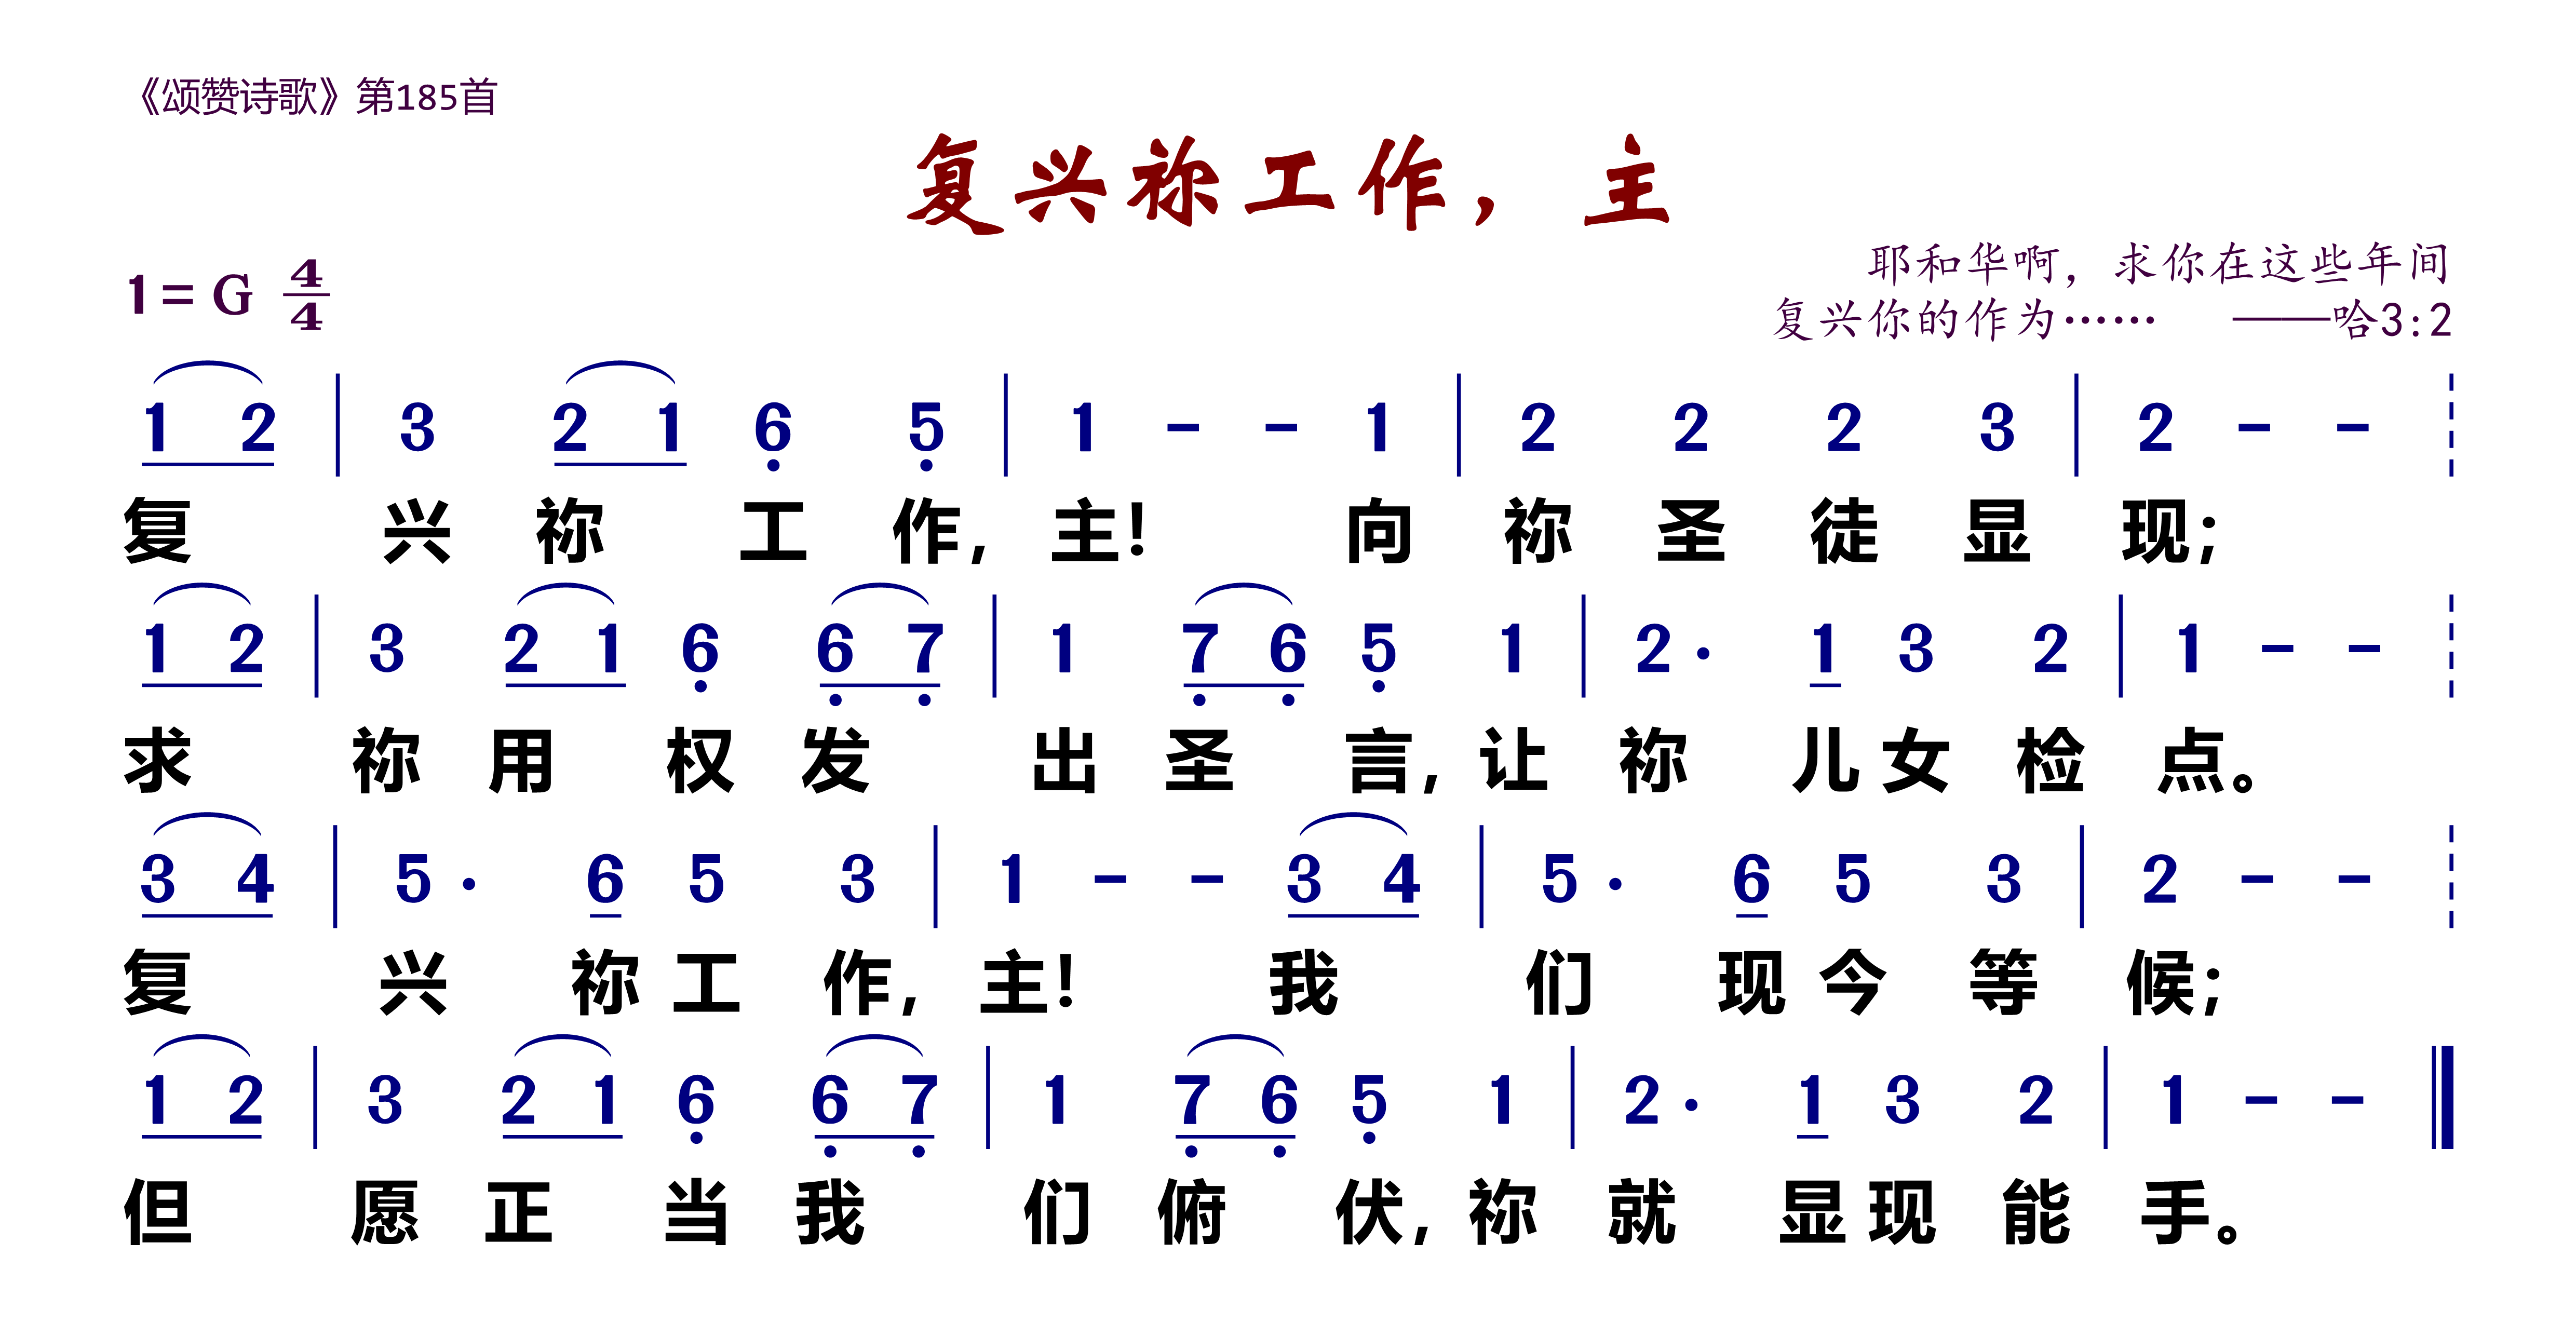 《颂赞诗歌》第185首
复兴祢工作，主
1= G 4/4
耶和华啊，求你在这些年间
复兴你的作为…… ——哈3:2
1 2 | 3 2 1 6 5 | 1 - - 1 | 2 2 2 3 | 2 - -
复兴祢工作，主！向祢圣徒显现；
1 2 | 3 2 1 6 6 7 | 1 7 6 5 1 | 2 · 1 3 2 | 1 - -
求祢用权发出圣言，让祢儿女检点。
3 4 | 5 · 6 5 3 | 1 - - 3 4 | 5 · 6 5 3 | 2 - -
复兴祢工作，主！我们现今等候；
1 2 | 3 2 1 6 6 7 | 1 7 6 5 1 | 2 · 1 3 2 | 1 - - ‖
但愿正当我们俯伏，祢就显现能手。